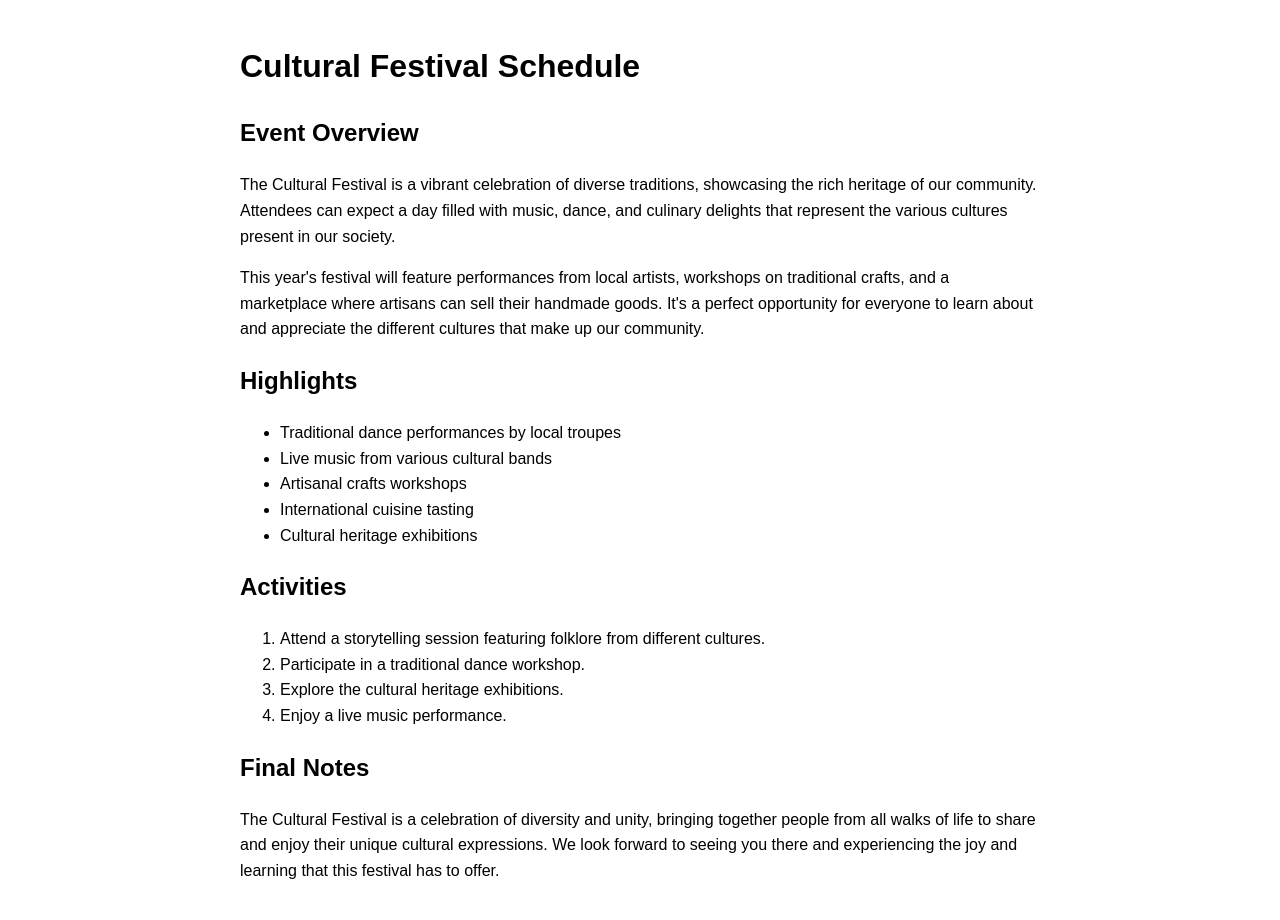 Cultural Festival Schedule
Event Overview
The Cultural Festival is a vibrant celebration of diverse traditions, showcasing the rich heritage of our community.
Attendees can expect a day filled with music, dance, and culinary delights that represent the various cultures
present in our society.
This year's festival will feature performances from local artists, workshops on traditional crafts, and a
marketplace where artisans can sell their handmade goods. It's a perfect opportunity for everyone to learn about
and appreciate the different cultures that make up our community.
Highlights
• Traditional dance performances by local troupes
• Live music from various cultural bands
• Artisanal crafts workshops
• International cuisine tasting
• Cultural heritage exhibitions
Activities
1. Attend a storytelling session featuring folklore from different cultures.
2. Participate in a traditional dance workshop.
3. Explore the cultural heritage exhibitions.
4. Enjoy a live music performance.
Final Notes
The Cultural Festival is a celebration of diversity and unity, bringing together people from all walks of life to share
and enjoy their unique cultural expressions. We look forward to seeing you there and experiencing the joy and
learning that this festival has to offer.